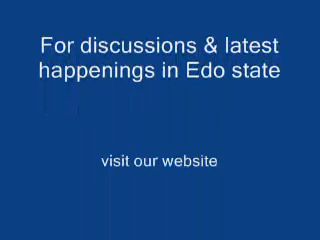 For discussions & latest
happenings in Edo state
visit our website